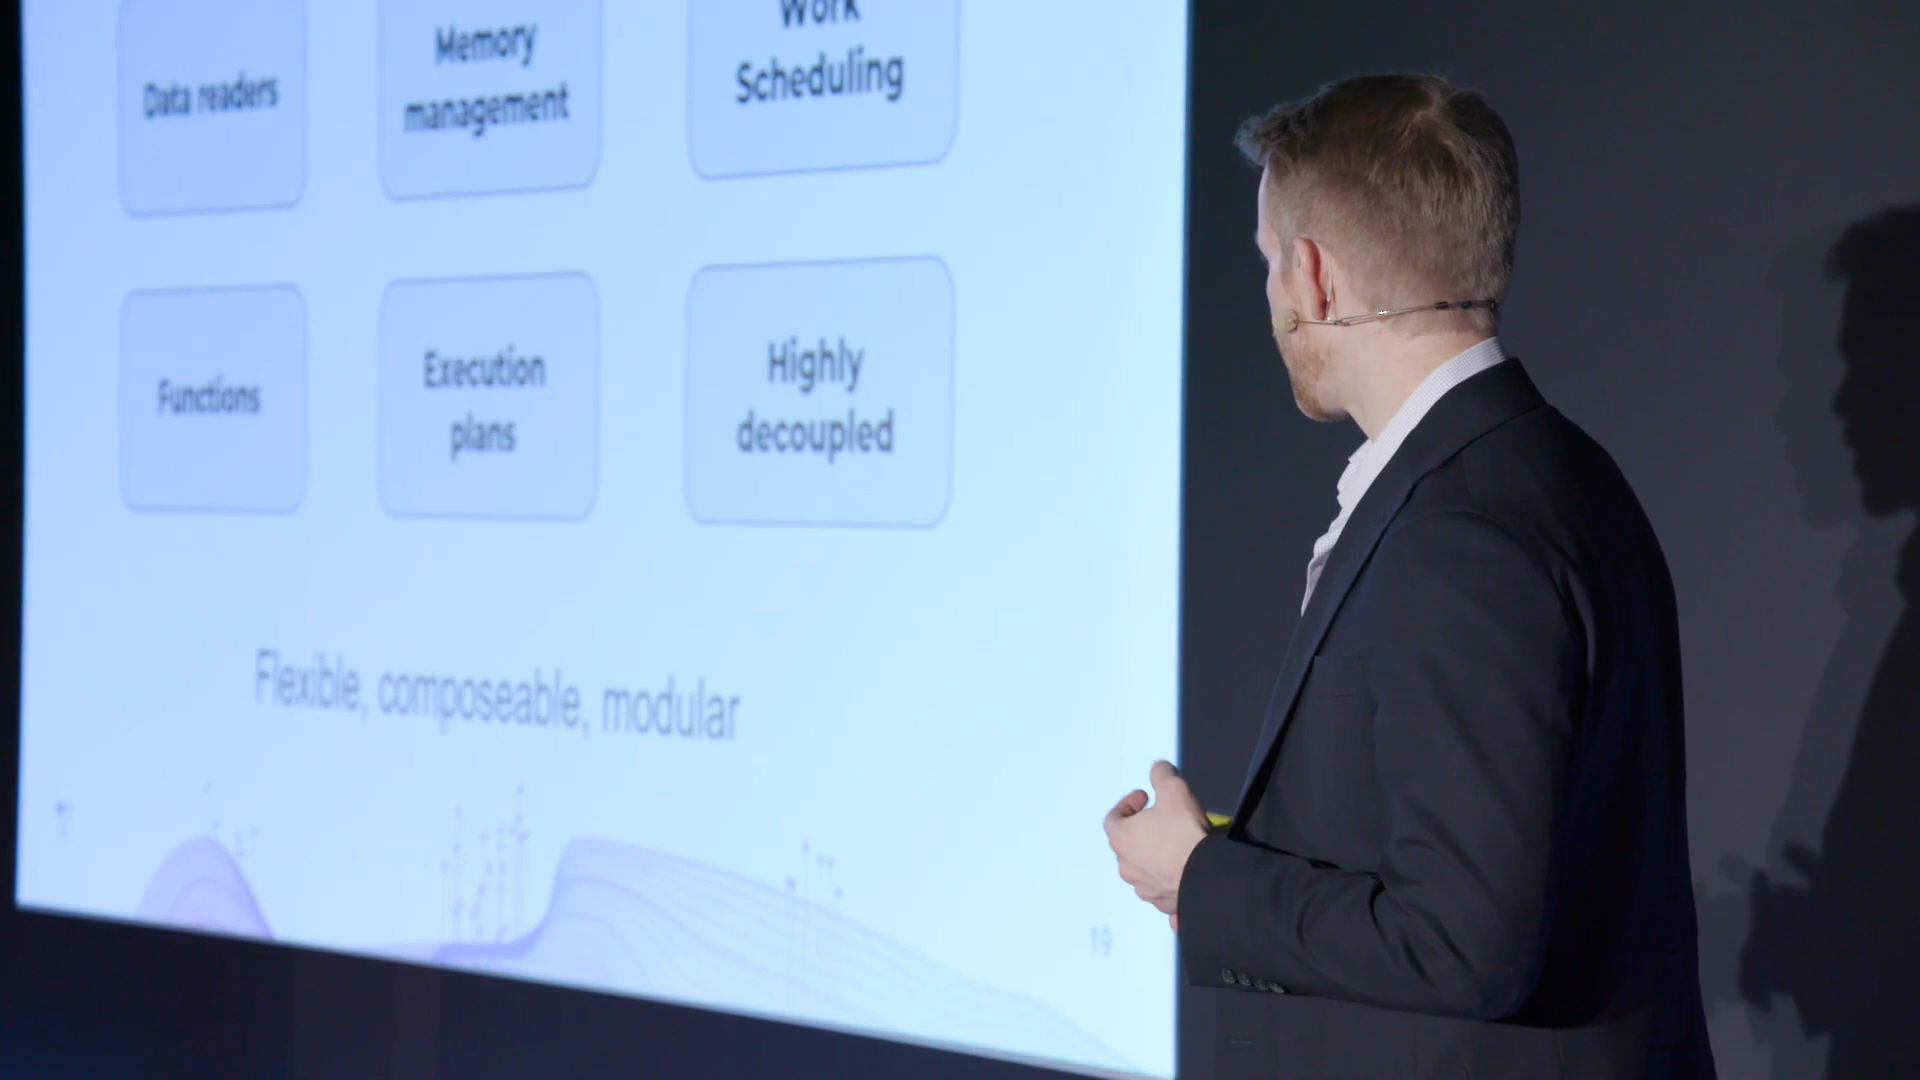 Data readers
Memory
management
Work
Scheduling
Functions
Execution
plans
Highly
decoupled
Flexible, composeable, modular
19